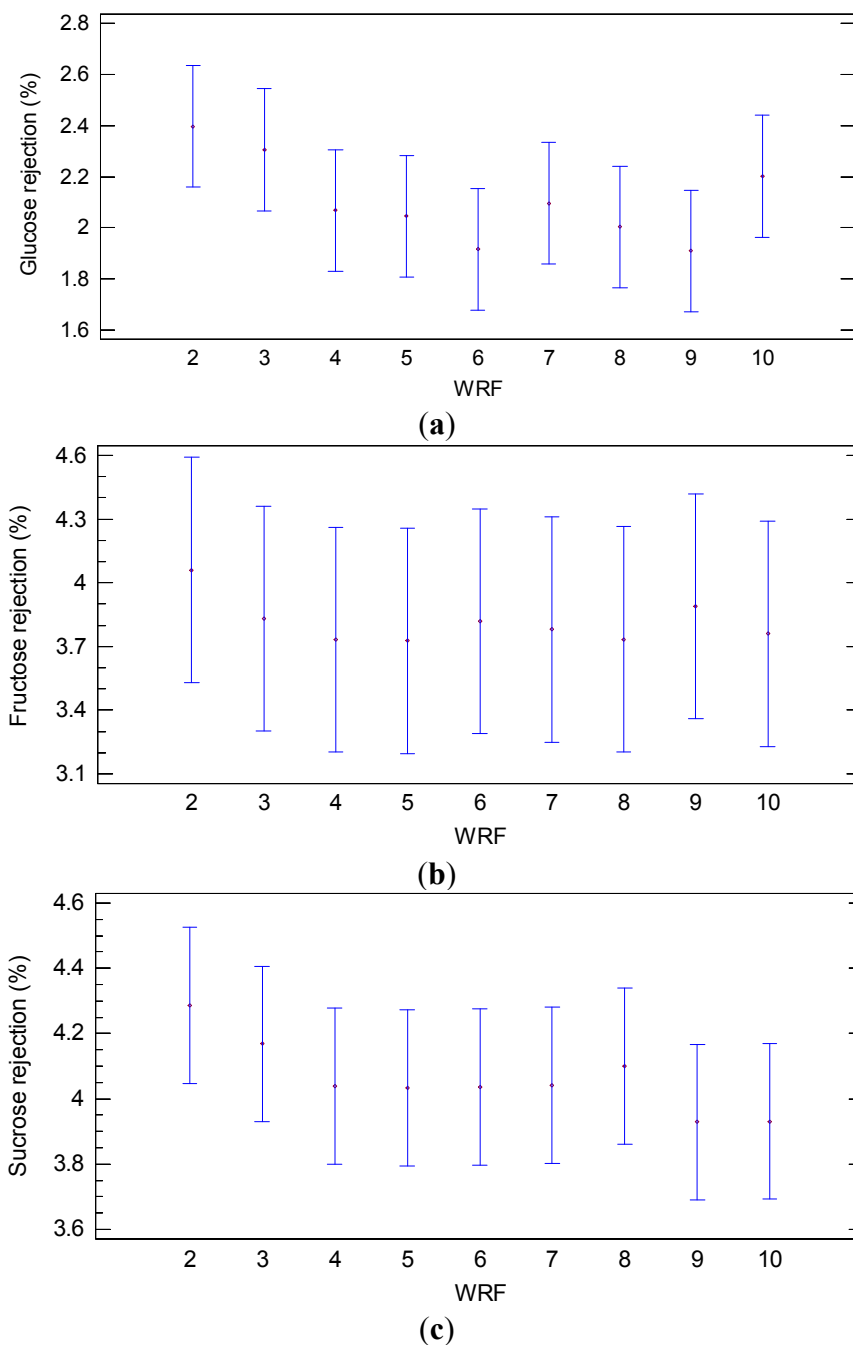 2.8
2.6
2.4
2.2
2
1.8
1.6
Glucose rejection (%)
2 3 4 5 6 7 8 9 10
WRF
(a)
4.6
4.3
4
3.7
3.4
3.1
Fructose rejection (%)
2 3 4 5 6 7 8 9 10
WRF
(b)
4.6
4.4
4.2
4
3.8
3.6
Sucrose rejection (%)
2 3 4 5 6 7 8 9 10
WRF
(c)